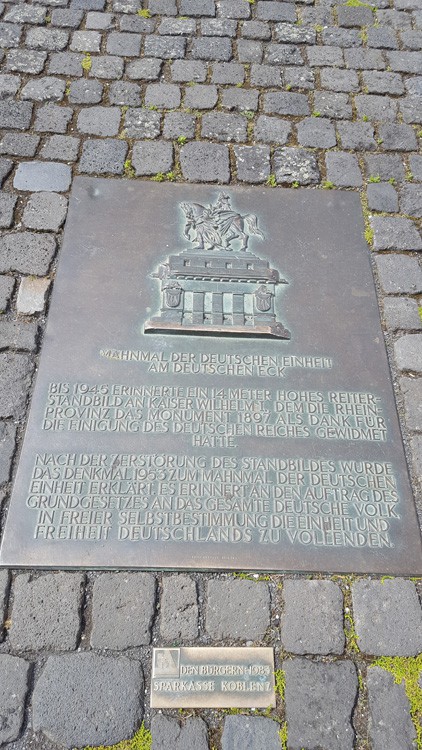 MAHNMAL DER DEUTSCHEN EINHEIT
AM DEUTSCHEN ECK
BIS 1945 ERINNERTE EIN 14 METER HOHES REITER-
STANDBILD AN KAISER WILHELM I., DEM DIE RHEIN-
PROVINZ DAS MONUMENT 1897 ALS DANK FÜR
DIE EINIGUNG DES DEUTSCHEN REICHES GEWIDMET
HATTE.
NACH DER ZERSTÖRUNG DES STANDBILDES WURDE
DAS DENKMAL 1953 ZUM MAHNMAL DER DEUTSCHEN
EINHEIT ERKLÄRT. ES ERINNERT AN DEN AUFTRAG DES
GRUNDGESETZES AN DAS GESAMTE DEUTSCHE VOLK,
IN FREIER SELBSTBESTIMMUNG DIE EINHEIT UND
FREIHEIT DEUTSCHLANDS ZU VOLLENDEN.
DEN BÜRGERN
SPARKASSE KOBLENZ